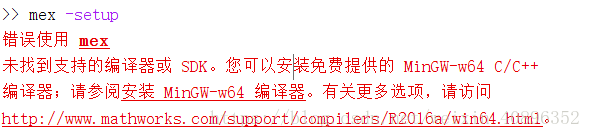 >> mex -setup
错误使用 mex
未找到支持的编译器或 SDK。您可以安装免费提供的 MinGW-w64 C/C++
编译器；请参阅安装 MinGW-w64 编译器。有关更多选项，请访问
http://www.mathworks.com/support/compilers/R2016a/win64.html。